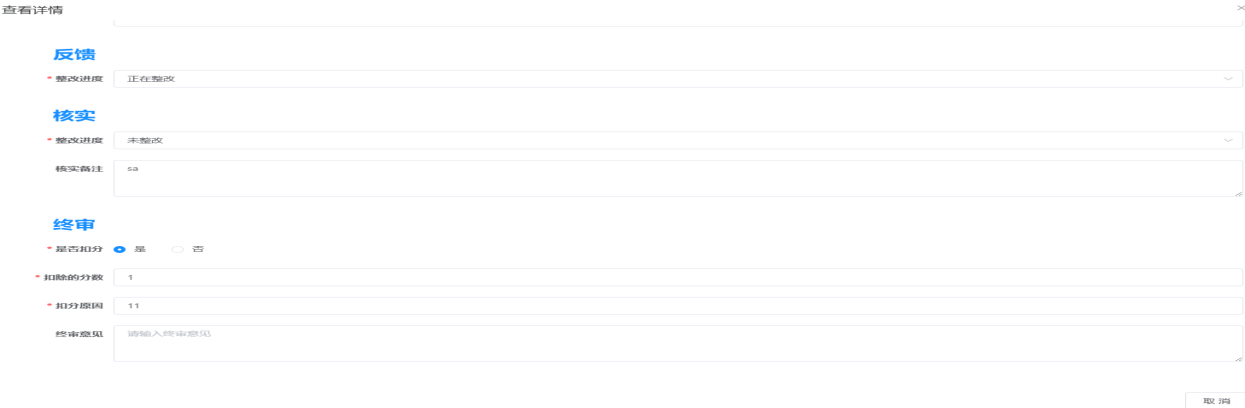 查看详情
反馈
* 整改进度 正在整改
核实
* 整改进度 未整改
核实备注 sa
终审
* 是否扣分 是 否
* 扣除的分数 1
* 扣分原因 11
终审意见 请输入终审意见
取消